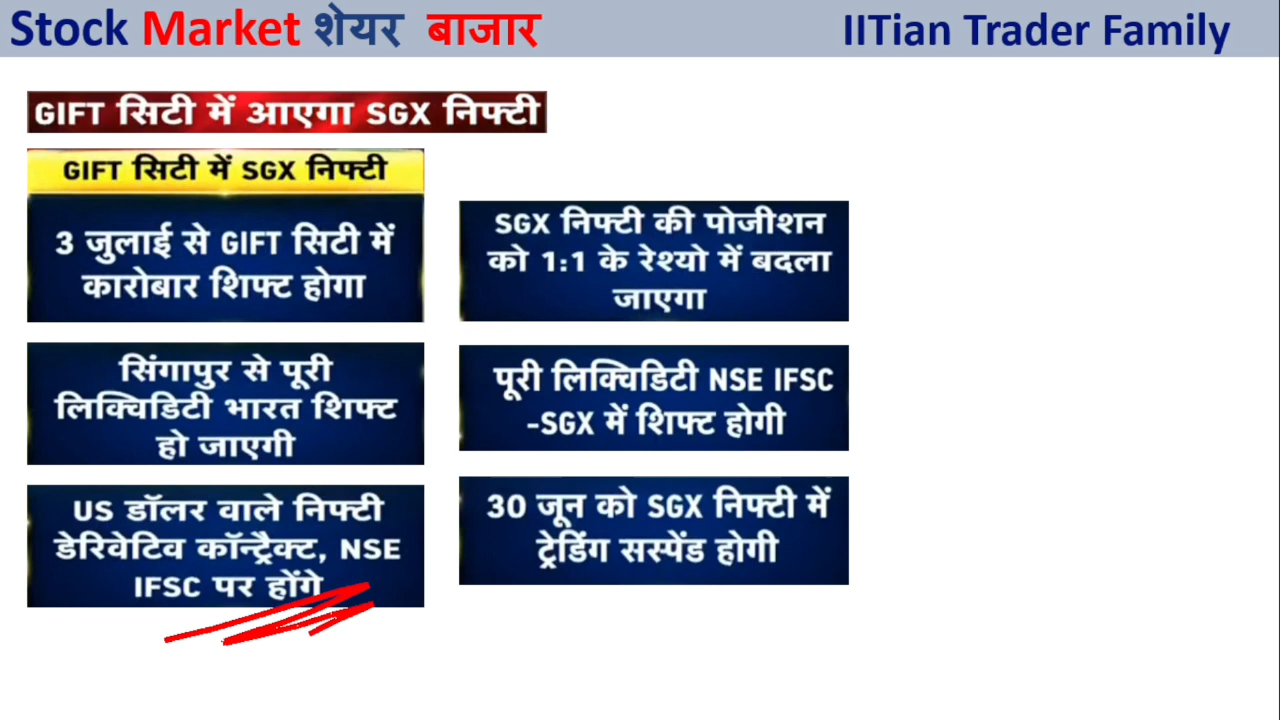 Stock Market शेयर बाजार
IITian Trader Family
GIFT सिटी में आएगा SGX निफ्टी
GIFT सिटी में SGX निफ्टी
3 जुलाई से GIFT सिटी में
कारोबार शिफ्ट होगा
सिंगापुर से पूरी
लिक्विडिटी भारत शिफ्ट
हो जाएगी
US डॉलर वाले निफ्टी
डेरिवेटिव कॉन्ट्रैक्ट, NSE
IFSC पर होंगे
SGX निफ्टी की पोजीशन
को 1:1 के रेश्यो में बदला
जाएगा
पूरी लिक्विडिटी NSE IFSC
-SGX में शिफ्ट होगी
30 जून को SGX निफ्टी में
ट्रेडिंग सस्पेंड होगी